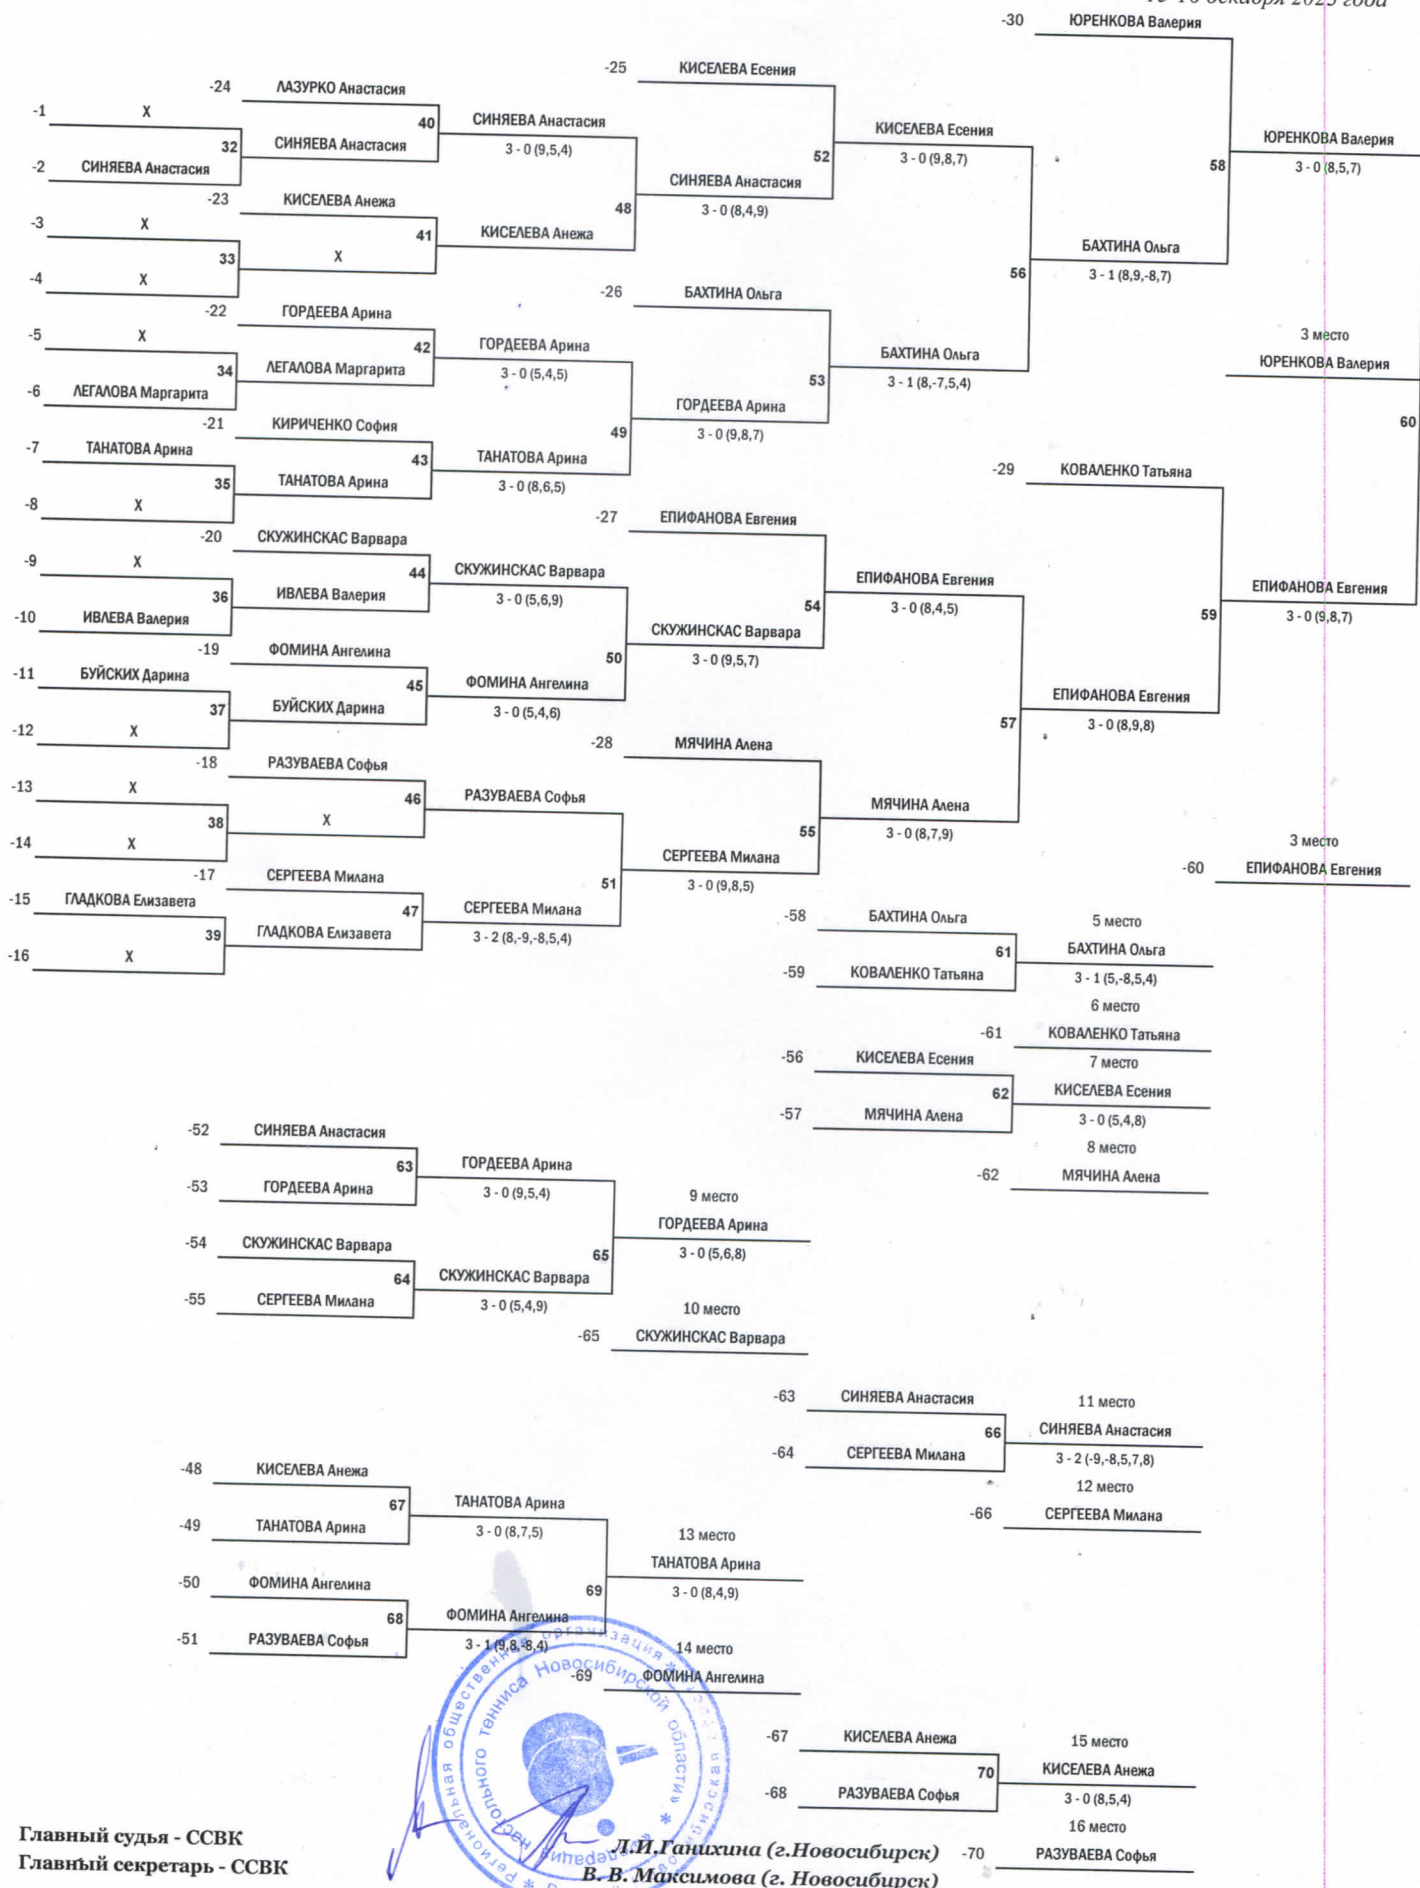 -30 ЮРЕНКОВА Валерия
-25 КИСЕЛЕВА Есения
-24 ЛАЗУРКО Анастасия
-1 X
40 СИНЯЕВА Анастасия
3 - 0 (9,5,4)
КИСЕЛЕВА Есения
3 - 0 (9,8,7)
58 ЮРЕНКОВА Валерия
3 - 0 (8,5,7)
32 СИНЯЕВА Анастасия
52
-2 СИНЯЕВА Анастасия
СИНЯЕВА Анастасия
3 - 0 (8,4,9)
-23 КИСЕЛЕВА Анежа
48
-3 X
41 КИСЕЛЕВА Анежа
33 X
БАХТИНА Ольга
3 - 1 (8,9,-8,7)
-4 X
56
-26 БАХТИНА Ольга
-22 ГОРДЕЕВА Арина
-5 X
42 ГОРДЕЕВА Арина
3 - 0 (5,4,5)
БАХТИНА Ольга
3 - 1 (8,-7,5,4)
3 место
ЮРЕНКОВА Валерия
34 ЛЕГАЛОВА Маргарита
53
-6 ЛЕГАЛОВА Маргарита
ГОРДЕЕВА Арина
3 - 0 (9,8,7)
60
-21 КИРИЧЕНКО София
49
-7 ТАНАТОВА Арина
43 ТАНАТОВА Арина
3 - 0 (8,6,5)
-29 КОВАЛЕНКО Татьяна
35 ТАНАТОВА Арина
-8 X
-27 ЕПИФАНОВА Евгения
-20 СКУЖИНСКАС Варвара
-9 X
44 СКУЖИНСКАС Варвара
3 - 0 (5,6,9)
ЕПИФАНОВА Евгения
3 - 0 (8,4,5)
59 ЕПИФАНОВА Евгения
3 - 0 (9,8,7)
36 ИВЛЕВА Валерия
54
-10 ИВЛЕВА Валерия
СКУЖИНСКАС Варвара
3 - 0 (9,5,7)
-19 ФОМИНА Ангелина
50
-11 БУЙСКИХ Дарина
45 ФОМИНА Ангелина
3 - 0 (5,4,6)
ЕПИФАНОВА Евгения
3 - 0 (8,9,8)
37 БУЙСКИХ Дарина
57
-12 X
-28 МЯЧИНА Алена
-18 РАЗУВАЕВА Софья
-13 X
46 РАЗУВАЕВА Софья
МЯЧИНА Алена
3 - 0 (8,7,9)
38 X
55
-14 X
СЕРГЕЕВА Милана
3 - 0 (9,8,5)
3 место
-60 ЕПИФАНОВА Евгения
-17 СЕРГЕЕВА Милана
51
-15 ГЛАДКОВА Елизавета
47 СЕРГЕЕВА Милана
3 - 2 (8,-9,-8,5,4)
39 ГЛАДКОВА Елизавета
-16 X
-58 БАХТИНА Ольга
5 место
61 БАХТИНА Ольга
-59 КОВАЛЕНКО Татьяна
3 - 1 (5,-8,5,4)
6 место
-61 КОВАЛЕНКО Татьяна
-56 КИСЕЛЕВА Есения
7 место
62 КИСЕЛЕВА Есения
-57 МЯЧИНА Алена
3 - 0 (5,4,8)
8 место
-62 МЯЧИНА Алена
-52 СИНЯЕВА Анастасия
63 ГОРДЕЕВА Арина
-53 ГОРДЕЕВА Арина
3 - 0 (9,5,4)
9 место
ГОРДЕЕВА Арина
-54 СКУЖИНСКАС Варвара
65 3 - 0 (5,6,8)
64 СКУЖИНСКАС Варвара
-55 СЕРГЕЕВА Милана
3 - 0 (5,4,9)
10 место
-65 СКУЖИНСКАС Варвара
-63 СИНЯЕВА Анастасия
11 место
66 СИНЯЕВА Анастасия
-64 СЕРГЕЕВА Милана
3 - 2 (-9,-8,5,7,8)
12 место
-66 СЕРГЕЕВА Милана
-48 КИСЕЛЕВА Анежа
67 ТАНАТОВА Арина
-49 ТАНАТОВА Арина
3 - 0 (8,7,5)
13 место
ТАНАТОВА Арина
-50 ФОМИНА Ангелина
69 3 - 0 (8,4,9)
68 ФОМИНА Ангелина
-51 РАЗУВАЕВА Софья
3 - 1 (9,8,-8,4)
14 место
-69 ФОМИНА Ангелина
-67 КИСЕЛЕВА Анежа
15 место
70 КИСЕЛЕВА Анежа
-68 РАЗУВАЕВА Софья
3 - 0 (8,5,4)
16 место
-70 РАЗУВАЕВА Софья
Региональная общественная организация
федерация настольного тенниса Новосибирской области»
Главный судья - ССВК
Л.И.Ганихина (г.Новосибирск)
Главный секретарь - ССВК
В. В. Максимова (г. Новосибирск)